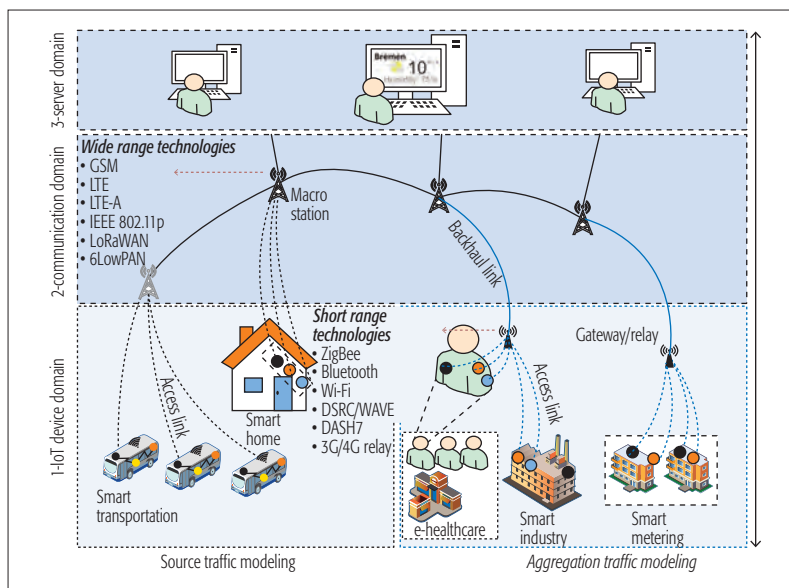 3-server domain
Bremen
10
2-communication domain
Wide range technologies
• GSM
• LTE
• LTE-A
• IEEE 802.11p
• LoRaWAN
• 6LowPAN
Macro
station
Backhaul link
1-IoT device domain
Short range
technologies
• ZigBee
• Bluetooth
• Wi-Fi
• DSRC/WAVE
• DASH7
• 3G/4G relay
Gateway/relay
Access link
Smart
home
Access link
Smart
transportation
e-healthcare
Smart
industry
Smart
metering
Source traffic modeling
Aggregation traffic modeling